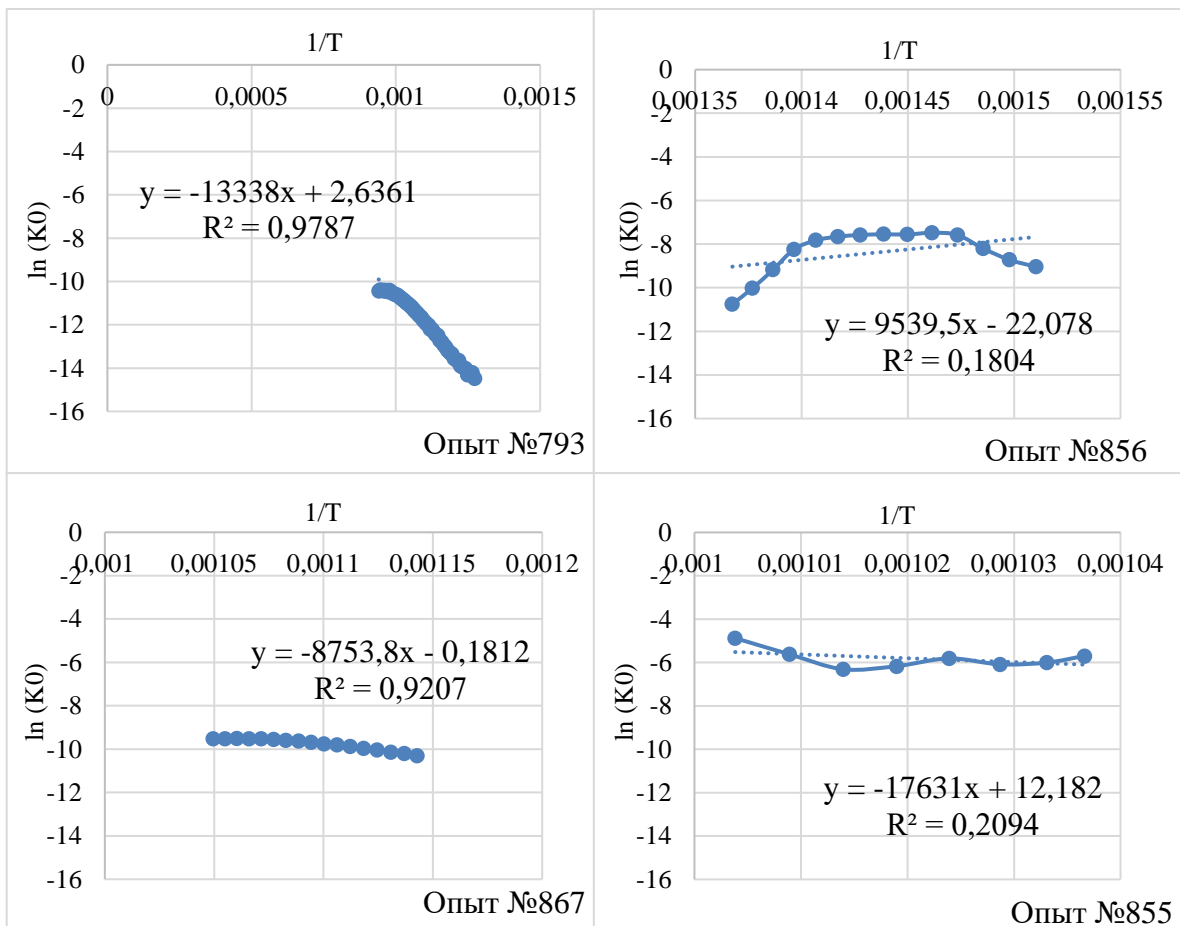 1/T
0
0 0,0005 0,001 0,0015
-2
-4
-6
-8
-10
-12
-14
-16
ln (K0)
y = -13338x + 2,6361
R² = 0,9787
Опыт №793
1/T
0
0,00135 0,0014 0,00145 0,0015 0,00155
-2
-4
-6
-8
-10
-12
-14
-16
ln (K0)
y = 9539,5x - 22,078
R² = 0,1804
Опыт №856
1/T
0
0,001 0,00105 0,0011 0,00115 0,0012
-2
-4
-6
-8
-10
-12
-14
-16
ln (K0)
y = -8753,8x - 0,1812
R² = 0,9207
Опыт №867
1/T
0
0,001 0,00101 0,00102 0,00103 0,00104
-2
-4
-6
-8
-10
-12
-14
-16
ln (K0)
y = -17631x + 12,182
R² = 0,2094
Опыт №855